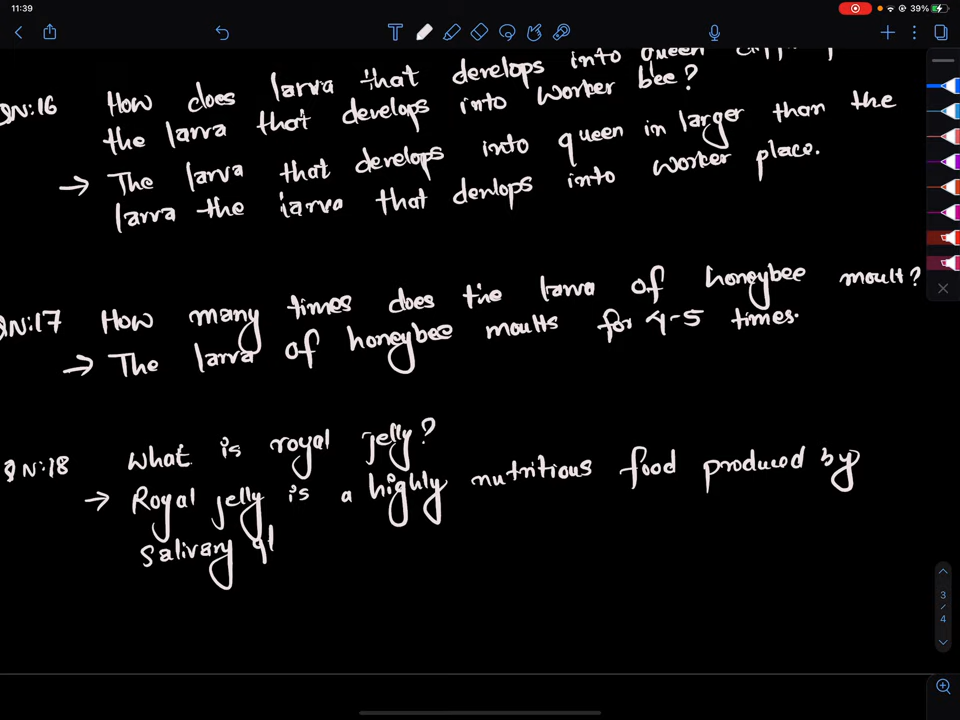 11:39
39%
QN:16 How does larva that develops into queen
the larva that develops into worker bee?
→ The larva that develops into queen in larger than the
larva the larva that denlops into worker place.
QN:17 How many times does the larva of honeybee moult?
→ The larva of honeybee moults for 4-5 times.
QN:18 What is royal jelly?
→ Royal jelly is a highly nutritious food produced by
Salivary gl
3
/
4